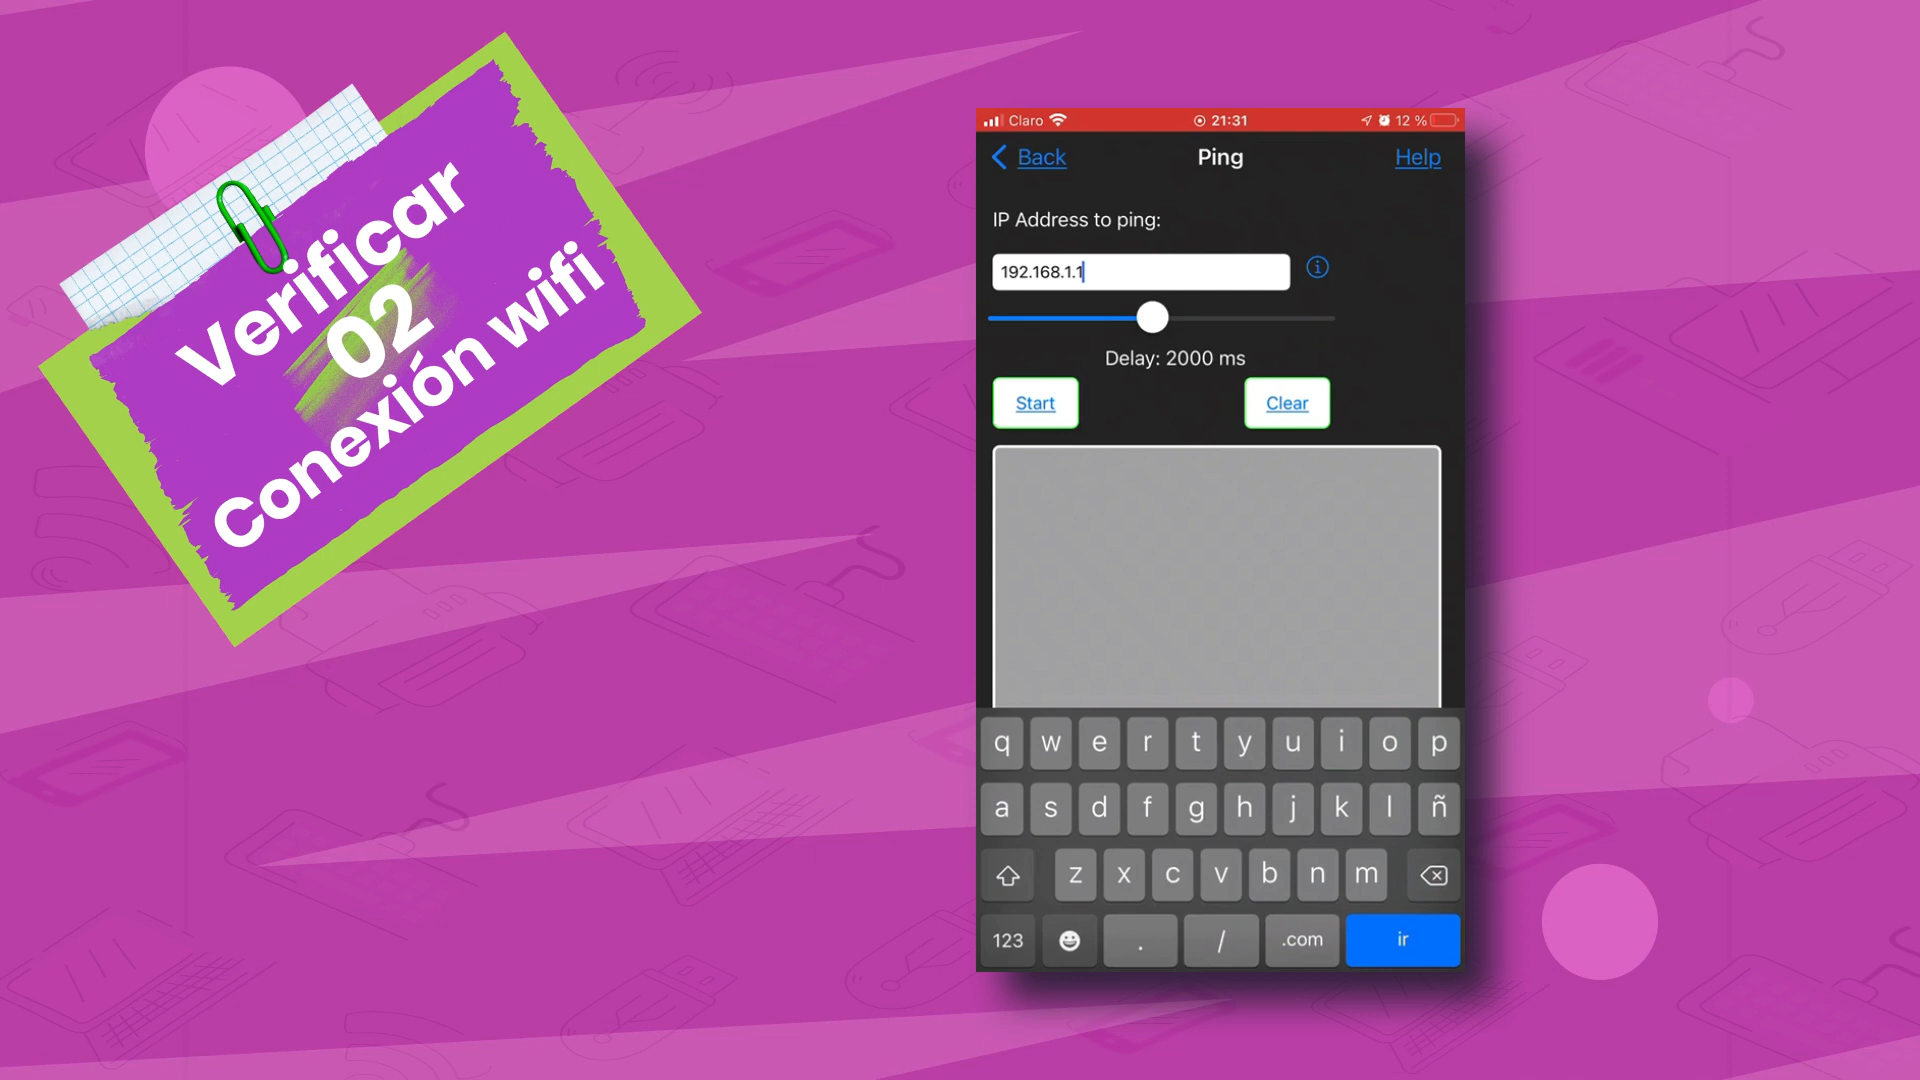 Verificar
02
Conexión wifi
Claro
21:31
12 %
Back
Ping
Help
IP Address to ping:
192.168.1.1
Delay: 2000 ms
Start
Clear
q w e r t y u i o p
a s d f g h j k l ñ
z x c v b n m
123 . / .com ir